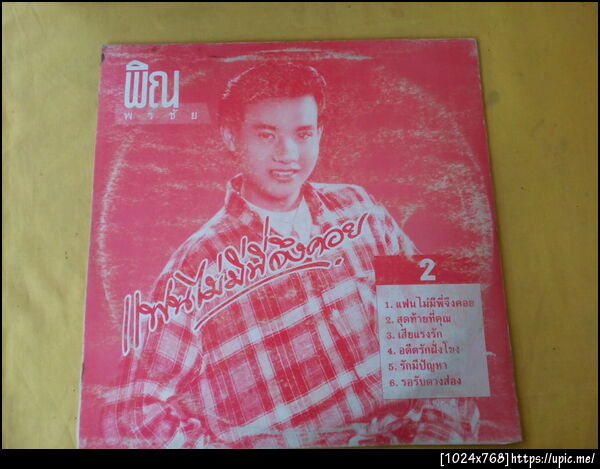 พิณ
พรชัย
แฟนไม่มีพี่จึงคอย
2
1. แฟนไม่มีพี่จึงคอย
2. สุดท้ายที่คุณ
3. เสียแรงรัก
4. อดีตรักฝั่งโขง
5. รักมีปัญหา
6. รอรับดวงส่อง
[1024x768]https://upic.me/